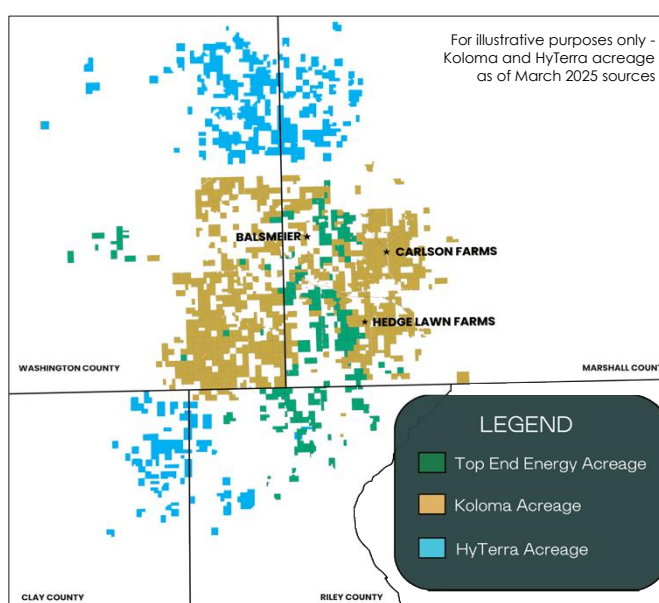 For illustrative purposes only -
Koloma and HyTerra acreage
as of March 2025 sources
BALSMEIER
CARLSON FARMS
HEDGE LAWN FARMS
WASHINGTON COUNTY
MARSHALL COUNT
LEGEND
Top End Energy Acreage
Koloma Acreage
HyTerra Acreage
CLAY COUNTY
RILEY COUNTY